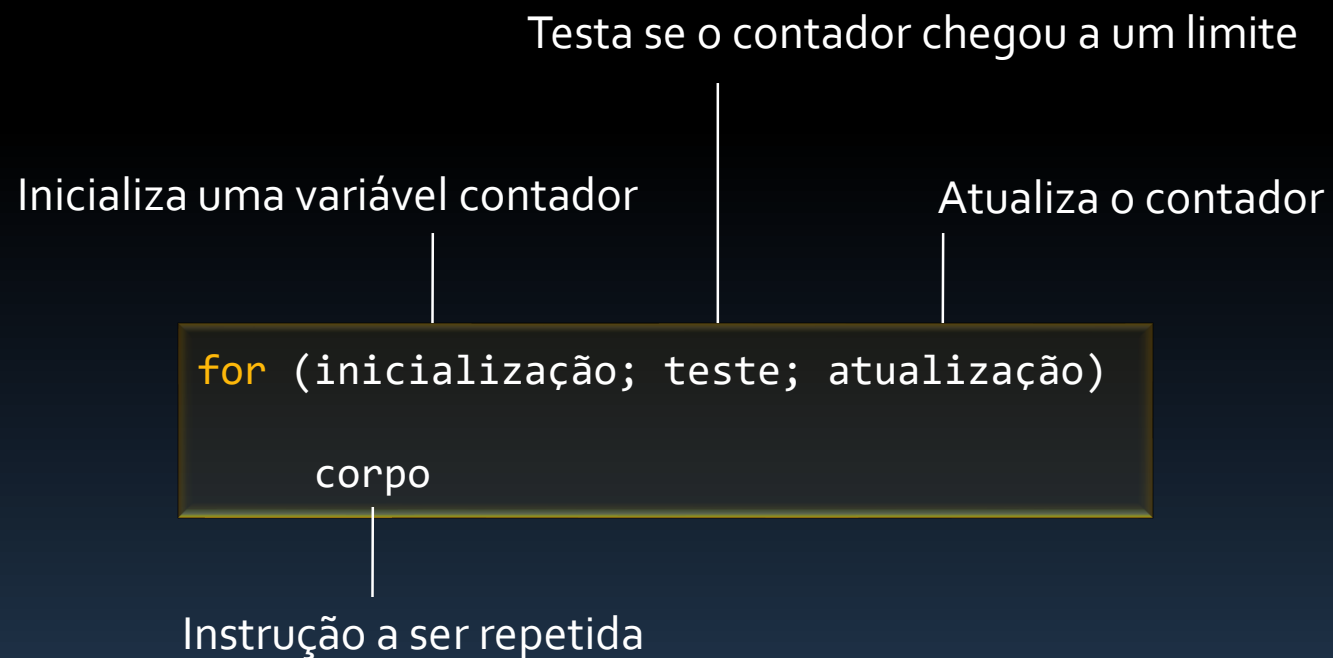 Testa se o contador chegou a um limite
Inicializa uma variável contador
Atualiza o contador
for (inicialização; teste; atualização)
corpo
Instrução a ser repetida